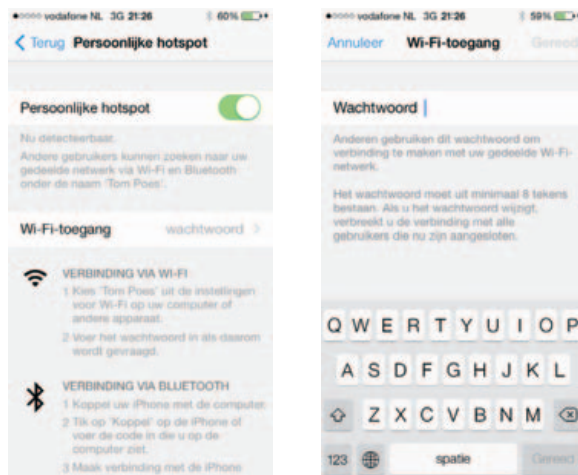 vodafone NL 3G 21:26 60%
Terug Persoonlijke hotspot
Persoonlijke hotspot
Nu detecteerbaar.
Andere gebruikers kunnen zoeken naar uw
gedeelde netwerk via Wi-Fi en Bluetooth
onder de naam 'Tom Poes'.
Wi-Fi-toegang wachtwoord >
VERBINDING VIA WI-FI
1 Kies 'Tom Poes' uit de instellingen
voor Wi-Fi op uw computer of
andere apparaat.
2 Voer het wachtwoord in als daarom
wordt gevraagd.
VERBINDING VIA BLUETOOTH
1 Koppel uw iPhone met de computer.
2 Tik op 'Koppel' op de iPhone of
voer de code in die u op de
computer ziet.
3 Maak verbinding met de iPhone
vodafone NL 3G 21:26 59%
Annuleer Wi-Fi-toegang Gereed
Wachtwoord
Anderen gebruiken dit wachtwoord om
verbinding te maken met uw gedeelde Wi-Fi-
netwerk.
Het wachtwoord moet uit minimaal 8 tekens
bestaan. Als u het wachtwoord wijzigt,
verbreekt u de verbinding met alle
gebruikers die nu zijn aangesloten.
Q W E R T Y U I O P
A S D F G H J K L
Z X C V B N M
123 spatie Gereed